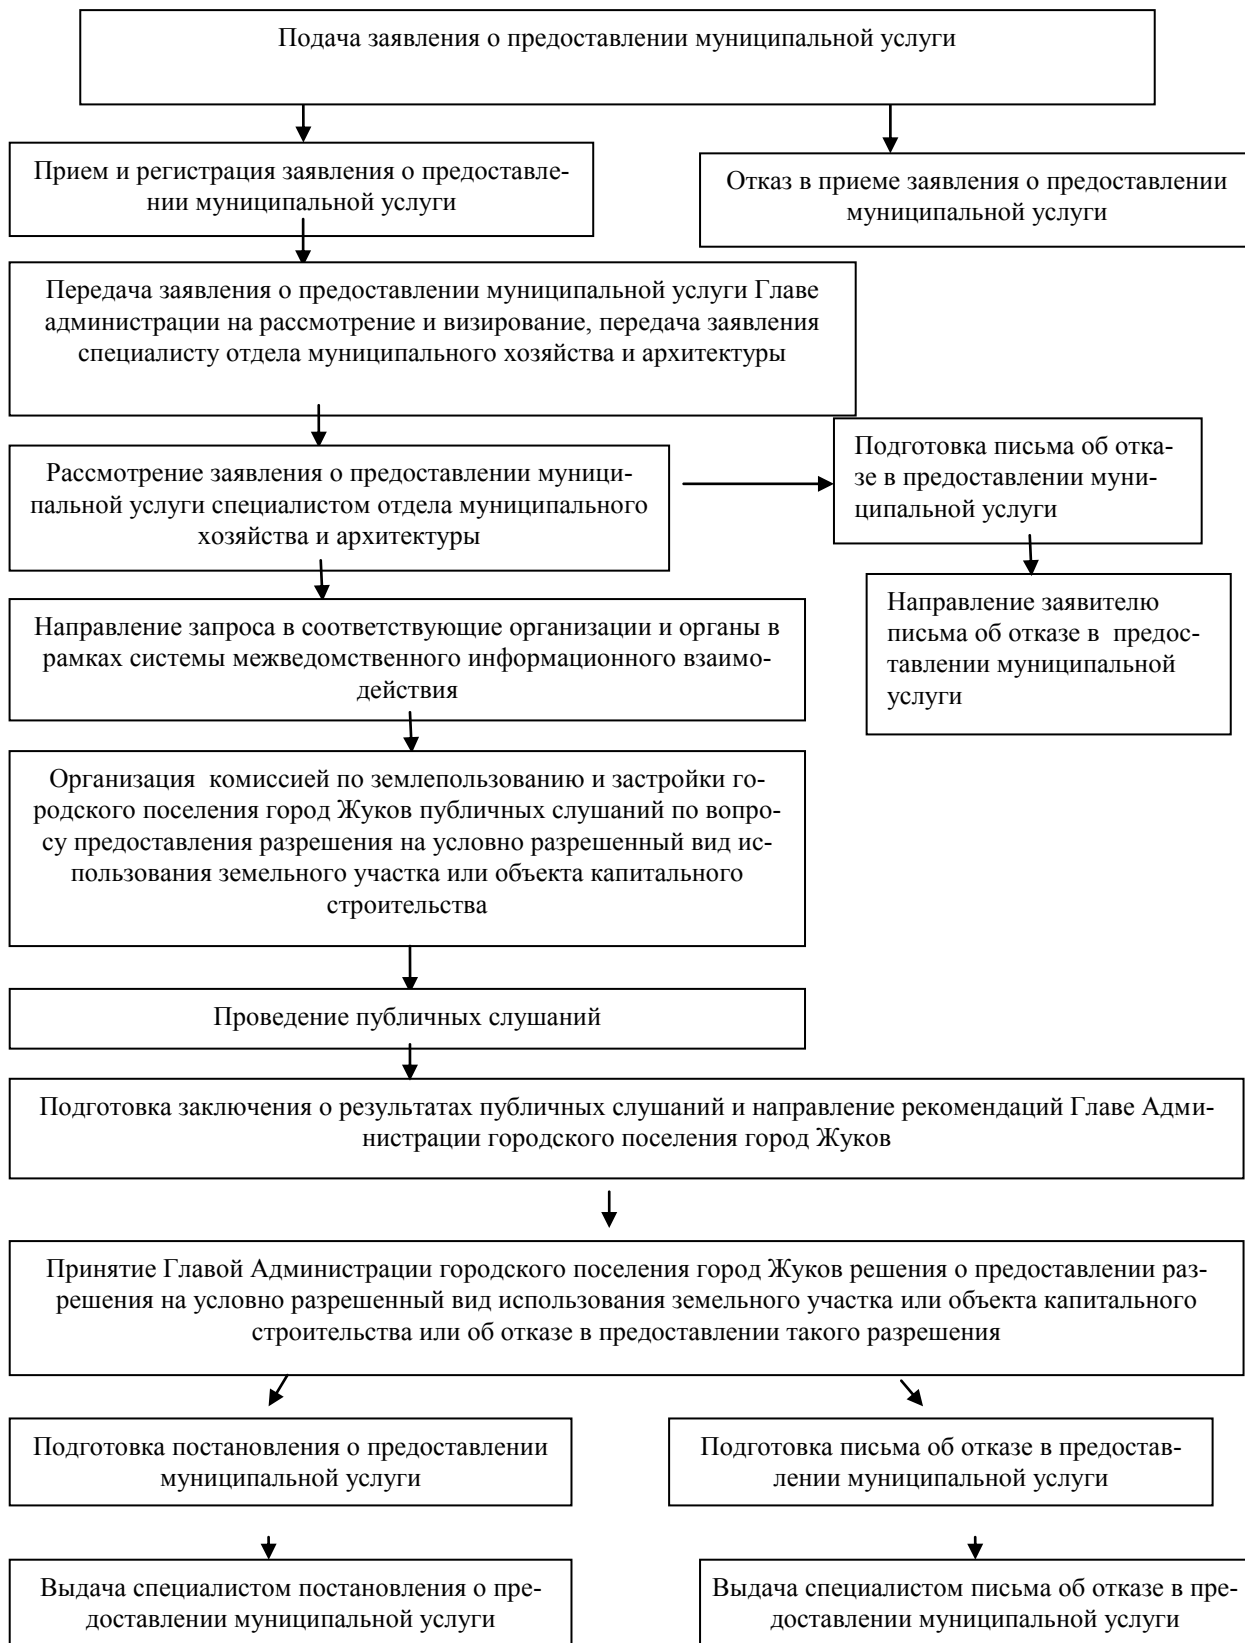 Подача заявления о предоставлении муниципальной услуги
Прием и регистрация заявления о предоставле-
нии муниципальной услуги
Отказ в приеме заявления о предоставлении
муниципальной услуги
Передача заявления о предоставлении муниципальной услуги Главе
администрации на рассмотрение и визирование, передача заявления
специалисту отдела муниципального хозяйства и архитектуры
Рассмотрение заявления о предоставлении муници-
пальной услуги специалистом отдела муниципального
хозяйства и архитектуры
Подготовка письма об отка-
зе в предоставлении муни-
ципальной услуги
Направление заявителю
письма об отказе в  предос-
тавлении муниципальной
услуги
Направление запроса в соответствующие организации и органы в
рамках системы межведомственного информационного взаимо-
действия
Организация  комиссией по землепользованию и застройки го-
родского поселения город Жуков публичных слушаний по вопро-
су предоставления разрешения на условно разрешенный вид ис-
пользования земельного участка или объекта капитального
строительства
Проведение публичных слушаний
Подготовка заключения о результатах публичных слушаний и направление рекомендаций Главе Адми-
нистрации городского поселения город Жуков
Принятие Главой Администрации городского поселения город Жуков решения о предоставлении раз-
решения на условно разрешенный вид использования земельного участка или объекта капитального
строительства или об отказе в предоставлении такого разрешения
Подготовка постановления о предоставлении
муниципальной услуги
Подготовка письма об отказе в предостав-
лении муниципальной услуги
Выдача специалистом постановления о пре-
доставлении муниципальной услуги
Выдача специалистом письма об отказе в пре-
доставлении муниципальной услуги